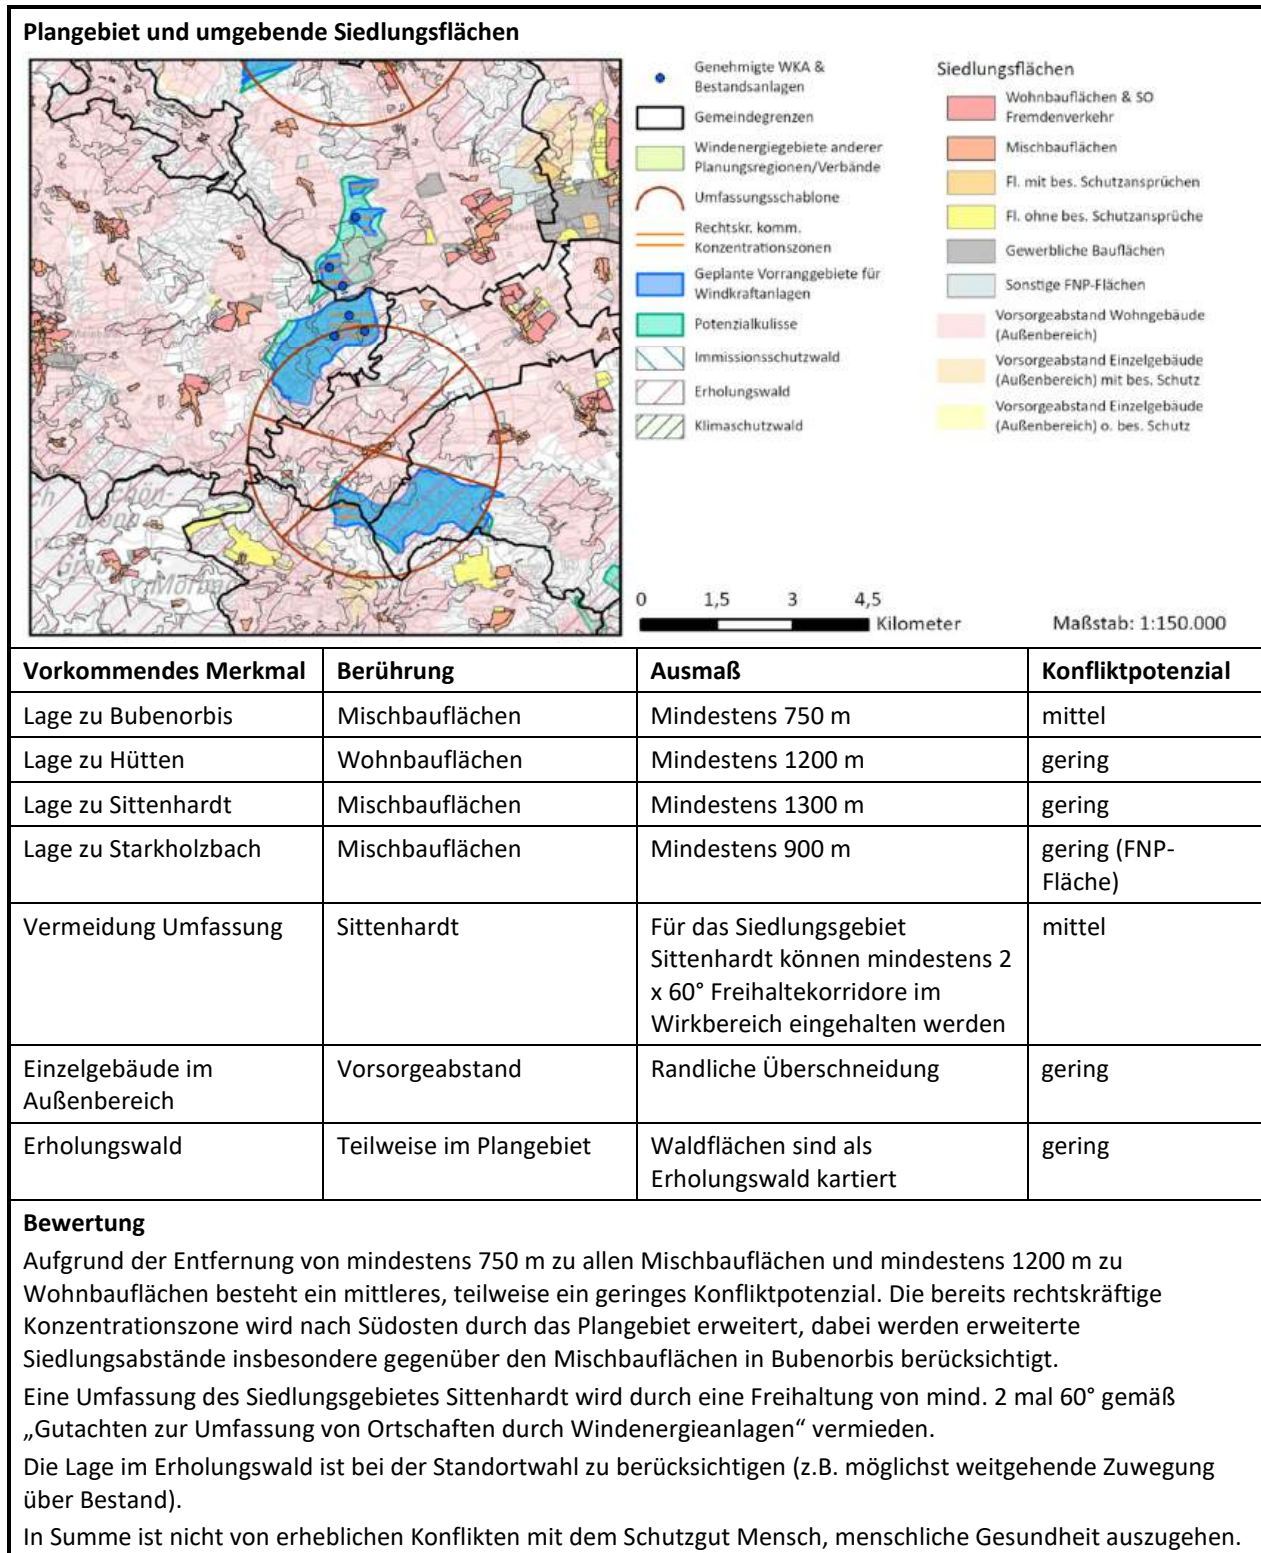 Plangebiet und umgebende Siedlungsflächen
Genehmigte WKA &
Bestandsanlagen
Gemeindegrenzen
Windenergiegebiete anderer
Planungsregionen/Verbände
Umfassungsschablone
Rechtskr. komm.
Konzentrationszonen
Geplante Vorranggebiete für
Windkraftanlagen
Potenzialkulisse
Immissionsschutzwald
Erholungswald
Klimaschutzwald
Siedlungsflächen
Wohnbauflächen & SO
Fremdenverkehr
Mischbauflächen
Fl. mit bes. Schutzansprüchen
Fl. ohne bes. Schutzansprüche
Gewerbliche Bauflächen
Sonstige FNP-Flächen
Vorsorgeabstand Wohngebäude
(Außenbereich)
Vorsorgeabstand Einzelgebäude
(Außenbereich) mit bes. Schutz
Vorsorgeabstand Einzelgebäude
(Außenbereich) o. bes. Schutz
0 1,5 3 4,5
Kilometer
Maßstab: 1:150.000
Vorkommendes Merkmal Berührung Ausmaß Konfliktpotenzial
Lage zu Bubenorbis Mischbauflächen Mindestens 750 m mittel
Lage zu Hütten Wohnbauflächen Mindestens 1200 m gering
Lage zu Sittenhardt Mischbauflächen Mindestens 1300 m gering
Lage zu Starkholzbach Mischbauflächen Mindestens 900 m gering (FNP-
Fläche)
Vermeidung Umfassung Sittenhardt Für das Siedlungsgebiet mittel
Sittenhardt können mindestens 2
x 60° Freihaltekorridore im
Wirkbereich eingehalten werden
Einzelgebäude im Vorsorgeabstand Randliche Überschneidung gering
Außenbereich
Erholungswald Teilweise im Plangebiet Waldflächen sind als gering
Erholungswald kartiert
Bewertung
Aufgrund der Entfernung von mindestens 750 m zu allen Mischbauflächen und mindestens 1200 m zu
Wohnbauflächen besteht ein mittleres, teilweise ein geringes Konfliktpotenzial. Die bereits rechtskräftige
Konzentrationszone wird nach Südosten durch das Plangebiet erweitert, dabei werden erweiterte
Siedlungsabstände insbesondere gegenüber den Mischbauflächen in Bubenorbis berücksichtigt.
Eine Umfassung des Siedlungsgebietes Sittenhardt wird durch eine Freihaltung von mind. 2 mal 60° gemäß
„Gutachten zur Umfassung von Ortschaften durch Windenergieanlagen“ vermieden.
Die Lage im Erholungswald ist bei der Standortwahl zu berücksichtigen (z.B. möglichst weitgehende Zuwegung
über Bestand).
In Summe ist nicht von erheblichen Konflikten mit dem Schutzgut Mensch, menschliche Gesundheit auszugehen.